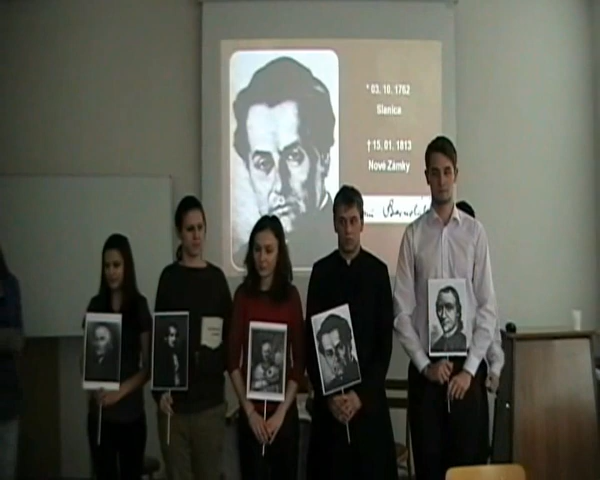 * 03. 10. 1762
Slanica
† 15. 01. 1813
Nové Zámky